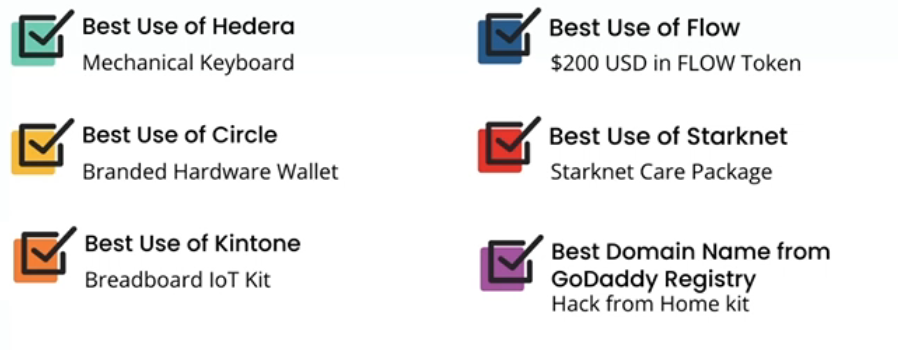 Best Use of Hedera
Mechanical Keyboard
Best Use of Circle
Branded Hardware Wallet
Best Use of Kintone
Breadboard IoT Kit
Best Use of Flow
$200 USD in FLOW Token
Best Use of Starknet
Starknet Care Package
Best Domain Name from
GoDaddy Registry
Hack from Home kit